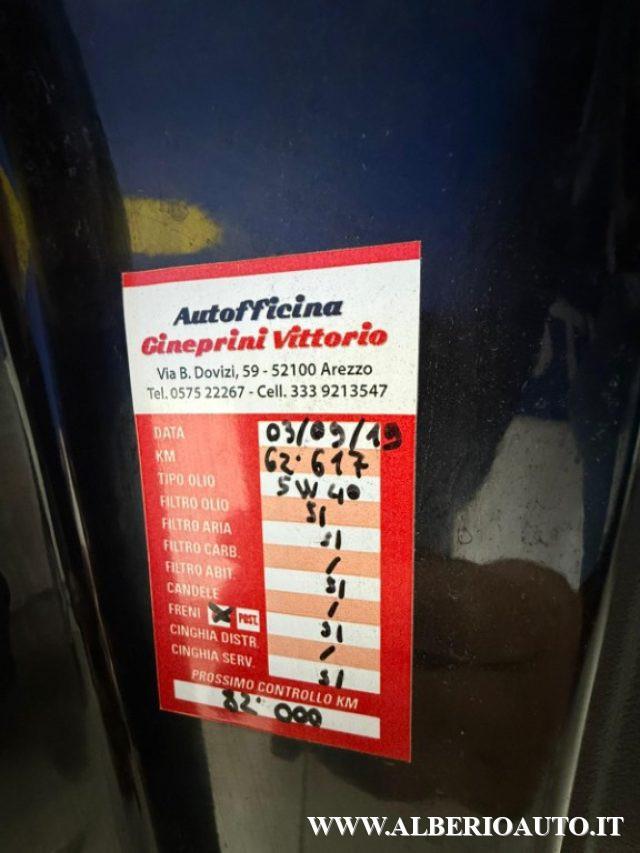 Autofficina
Gineprini Vittorio
Via B. Dovizi, 59 - 52100 Arezzo
Tel. 0575 22267 - Cell. 333 9213547
DATA 03/09/19
KM 62.617
TIPO OLIO 5W40
FILTRO OLIO SI
FILTRO ARIA SI
FILTRO CARB. /
FILTRO ABIT. SI
CANDELE /
FRENI POST. SI
CINGHIA DISTR. /
CINGHIA SERV. SI
PROSSIMO CONTROLLO KM
82.000
WWW.ALBERIOAUTO.IT